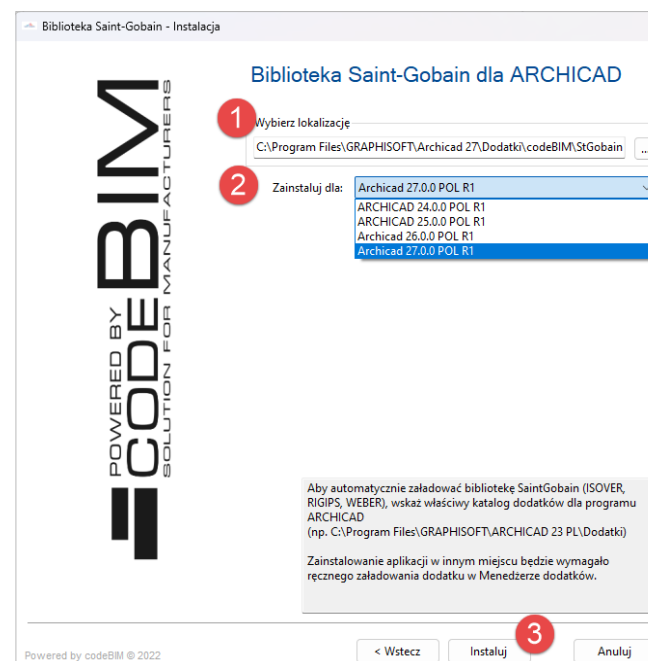 Biblioteka Saint-Gobain - Instalacja
Biblioteka Saint-Gobain dla ARCHICAD
1
Wybierz lokalizację
C:\Program Files\GRAPHISOFT\Archicad 27\Dodatki\codeBIM\StGobain
...
2
Zainstaluj dla:
Archicad 27.0.0 POL R1
ARCHICAD 24.0.0 POL R1
ARCHICAD 25.0.0 POL R1
Archicad 26.0.0 POL R1
Archicad 27.0.0 POL R1
POWERED BY
CODEBIM
SOLUTION FOR MANUFACTURERS
Aby automatycznie załadować bibliotekę SaintGobain (ISOVER,
RIGIPS, WEBER), wskaż właściwy katalog dodatków dla programu
ARCHICAD
(np. C:\Program Files\GRAPHISOFT\ARCHICAD 23 PL\Dodatki)
Zainstalowanie aplikacji w innym miejscu będzie wymagało
ręcznego załadowania dodatku w Menedżerze dodatków.
3
Powered by codeBIM © 2022
< Wstecz
Instaluj
Anuluj